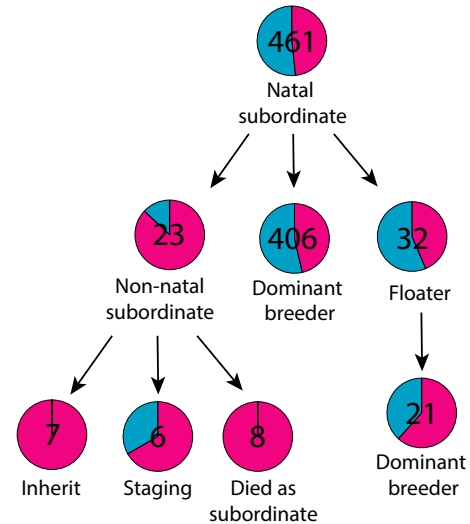 461
Natal
subordinate
23
406
32
Non-natal
subordinate
Dominant
breeder
Floater
7
6
8
21
Inherit
Staging
Died as
subordinate
Dominant
breeder